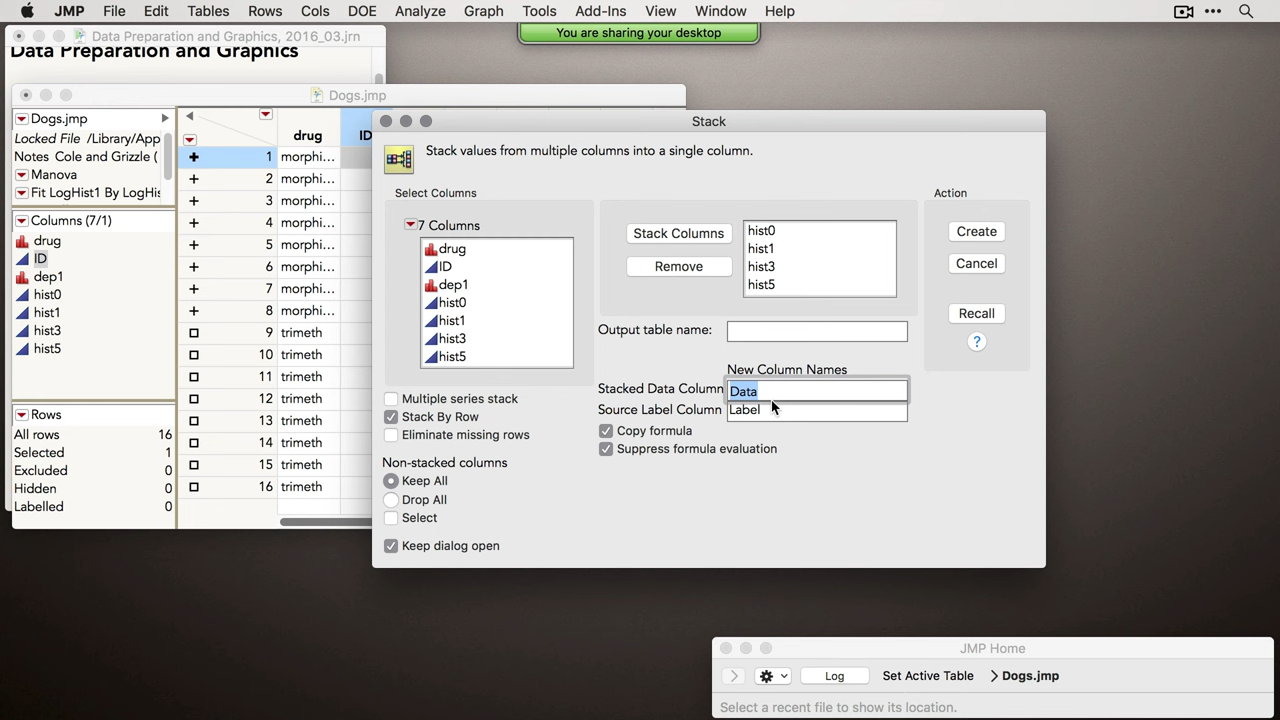 JMP File Edit Tables Rows Cols DOE Analyze Graph Tools Add-Ins View Window Help
You are sharing your desktop
Data Preparation and Graphics, 2016_03.jrn
Data Preparation and Graphics
Dogs.jmp
Dogs.jmp
Locked File /Library/App
Notes Cole and Grizzle (
Manova
Fit LogHist1 By LogHis
Columns (7/1)
drug
ID
dep1
hist0
hist1
hist3
hist5
Rows
All rows 16
Selected 1
Excluded 0
Hidden 0
Labelled 0
drug ID
1 morphi...
2 morphi...
3 morphi...
4 morphi...
5 morphi...
6 morphi...
7 morphi...
8 morphi...
9 trimeth
10 trimeth
11 trimeth
12 trimeth
13 trimeth
14 trimeth
15 trimeth
16 trimeth
Stack
Stack values from multiple columns into a single column.
Select Columns
7 Columns
drug
ID
dep1
hist0
hist1
hist3
hist5
Multiple series stack
Stack By Row
Eliminate missing rows
Non-stacked columns
Keep All
Drop All
Select
Keep dialog open
Stack Columns
Remove
hist0
hist1
hist3
hist5
Output table name:
New Column Names
Stacked Data Column Data
Source Label Column Label
Copy formula
Suppress formula evaluation
Action
Create
Cancel
Recall
?
JMP Home
Log Set Active Table Dogs.jmp
Select a recent file to show its location.